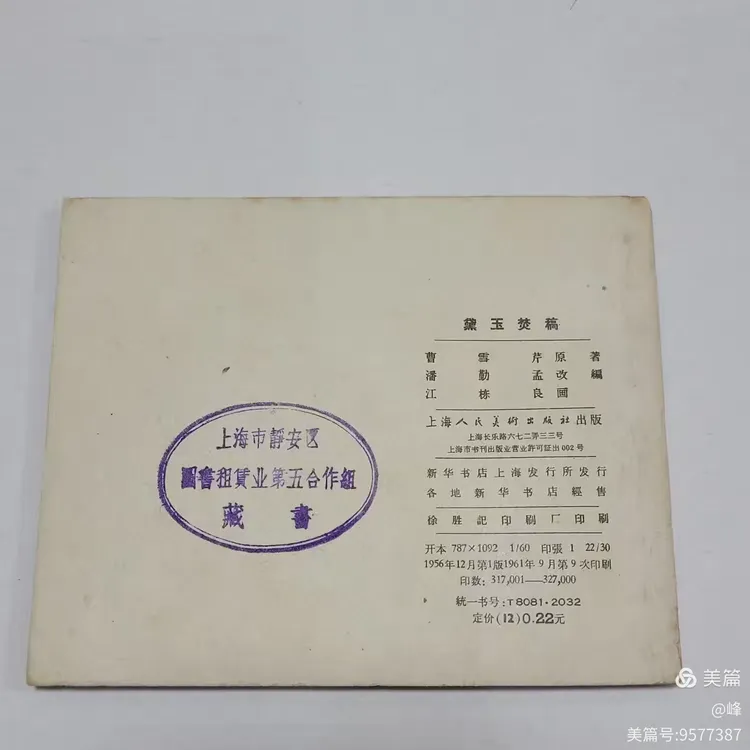 黛玉焚稿
曹雪芹原著
潘勤孟改編
江栋良圖
上海人民美術出版社出版
上海长乐路六七二弄三三号
上海市书刊出版业营业許可証出002号
新华书店上海发行所发行
各地新华书店經售
徐胜記印刷厂印刷
开本 787×1092 1/60 印張 1 22/30
1956年12月第1版1961年9月第9次印刷
印数: 317,001—327,000
統一书号:T8081·2032
定价(12)0.22元
上海市靜安区
圖書租賃业第五合作組
藏書
美篇
@峰
美篇号:9577387